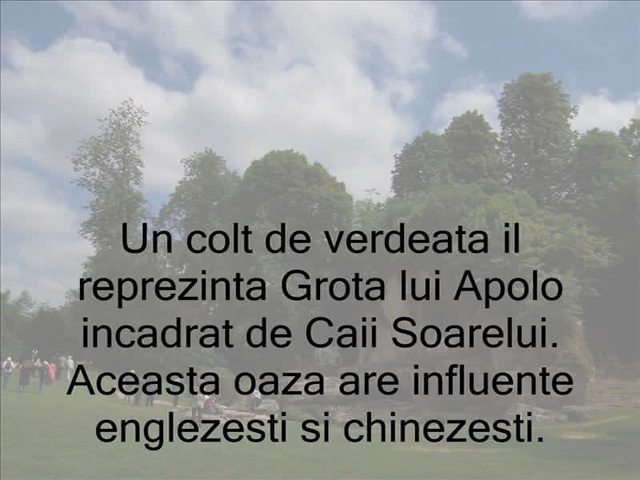 Un colt de verdeata il
reprezinta Grota lui Apolo
incadrat de Caii Soarelui.
Aceasta oaza are influente
englezesti si chinezesti.